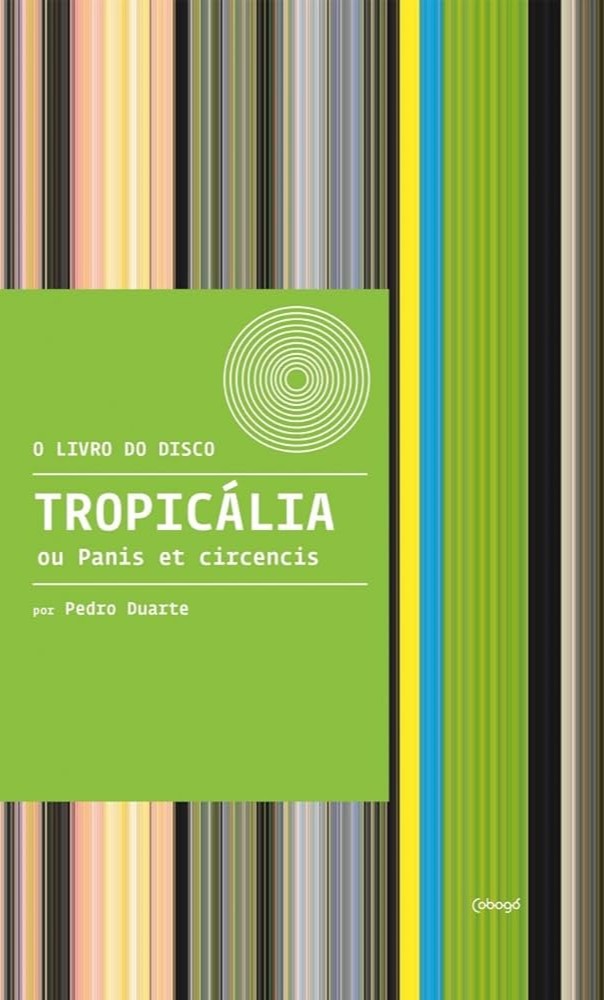 O LIVRO DO DISCO
TROPICÁLIA
ou Panis et circencis
por Pedro Duarte
Cobogó